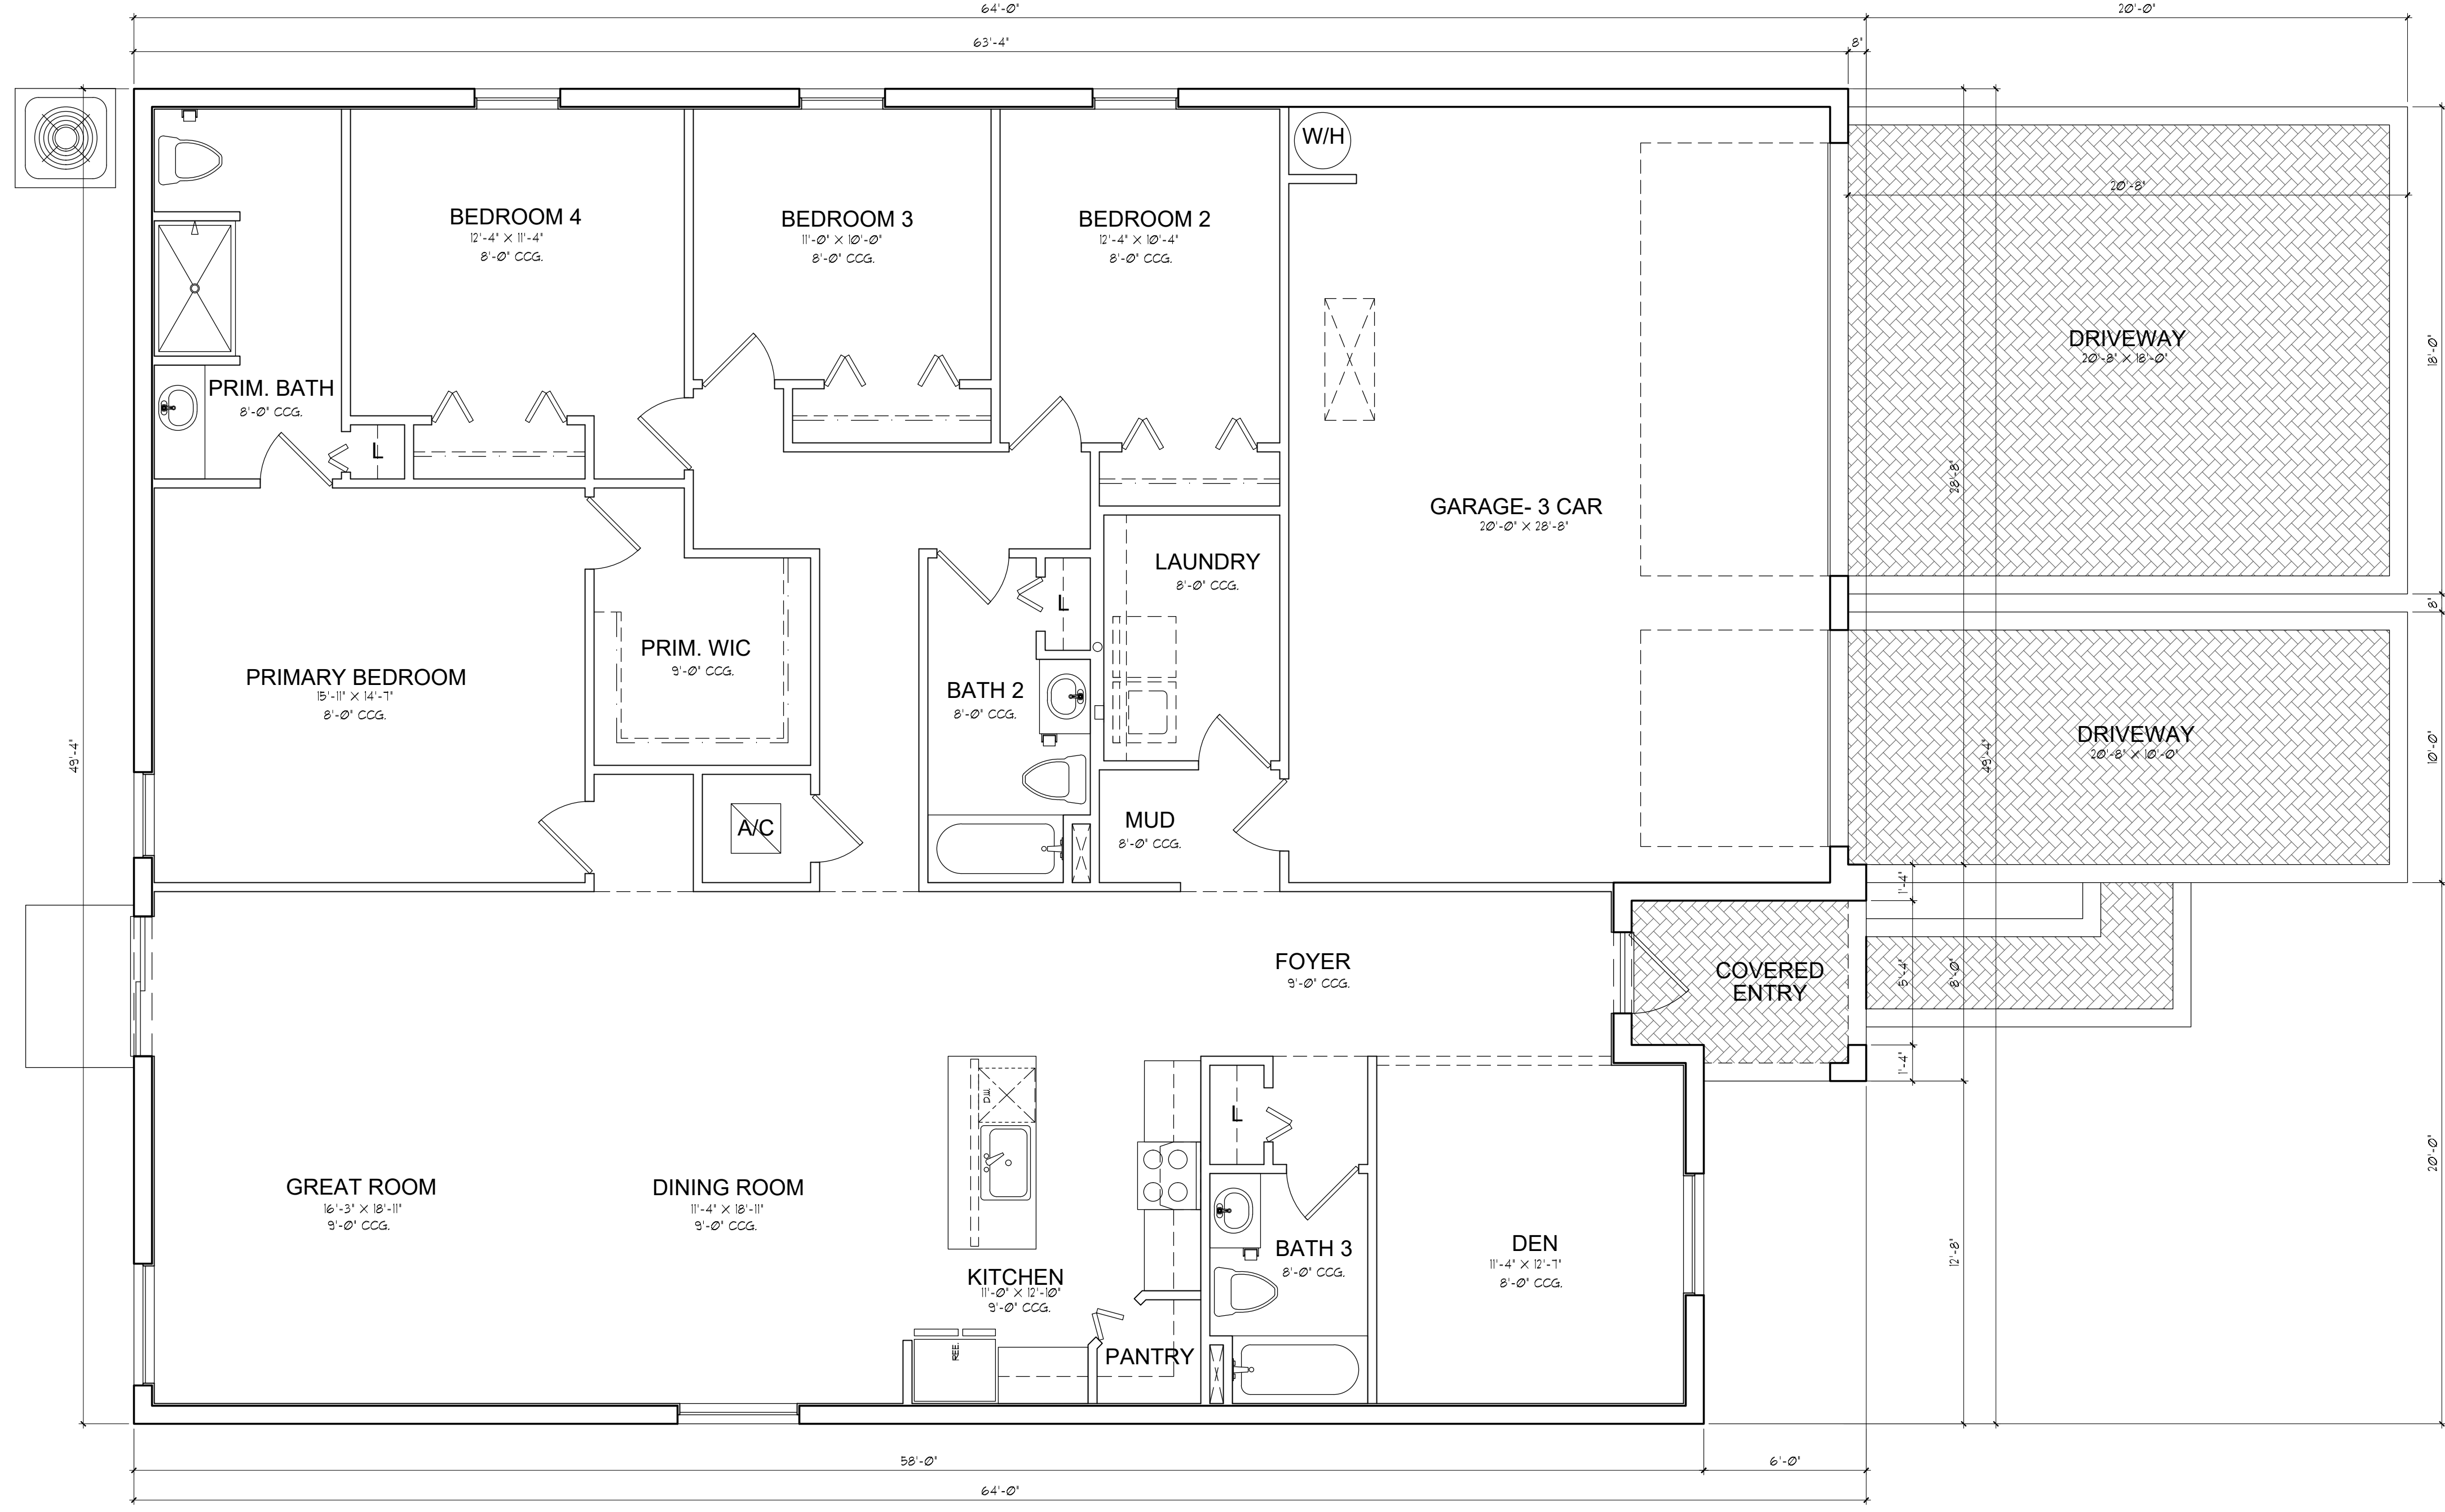 64'-0"
20'-0"
63'-4"
8"
W/H
20'-8"
BEDROOM 4
12'-4" X 11'-4"
8'-0" CCG.
BEDROOM 3
11'-0" X 10'-0"
8'-0" CCG.
BEDROOM 2
12'-4" X 10'-4"
8'-0" CCG.
DRIVEWAY
20'-8" X 18'-0"
18'-0"
PRIM. BATH
8'-0" CCG.
L
28'-8"
GARAGE- 3 CAR
20'-0" X 28'-8"
LAUNDRY
8'-0" CCG.
L
8"
PRIM. WIC
9'-0" CCG.
PRIMARY BEDROOM
15'-11" X 14'-7"
8'-0" CCG.
BATH 2
8'-0" CCG.
49'-4"
49'-4"
DRIVEWAY
20'-8" X 10'-0"
10'-0"
A/C
MUD
8'-0" CCG.
1'-4"
FOYER
9'-0" CCG.
COVERED
ENTRY
5'-4"
8'-0"
1'-4"
D.W.
L
20'-0"
GREAT ROOM
16'-3" X 18'-11"
9'-0" CCG.
DINING ROOM
11'-4" X 18'-11"
9'-0" CCG.
KITCHEN
11'-0" X 12'-10"
9'-0" CCG.
BATH 3
8'-0" CCG.
DEN
11'-4" X 12'-7"
8'-0" CCG.
12'-8"
REF.
PANTRY
58'-0"
6'-0"
64'-0"